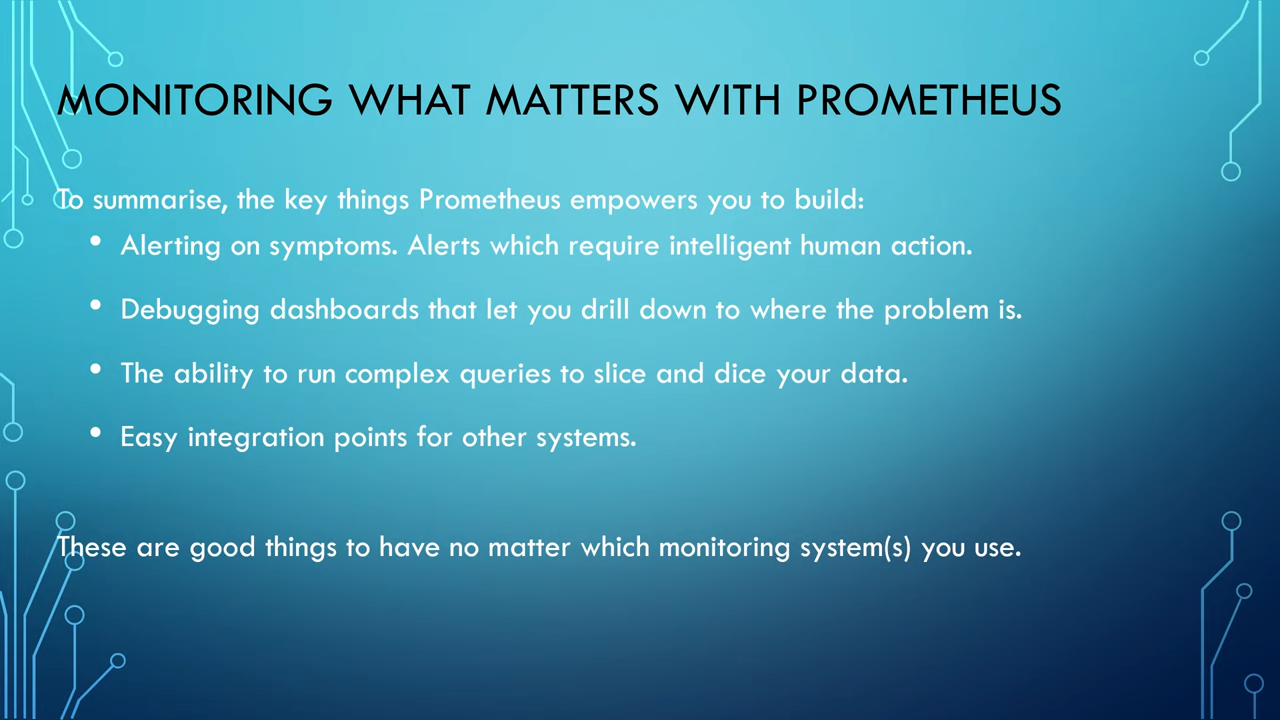 MONITORING WHAT MATTERS WITH PROMETHEUS
To summarise, the key things Prometheus empowers you to build:
• Alerting on symptoms. Alerts which require intelligent human action.
• Debugging dashboards that let you drill down to where the problem is.
• The ability to run complex queries to slice and dice your data.
• Easy integration points for other systems.
These are good things to have no matter which monitoring system(s) you use.